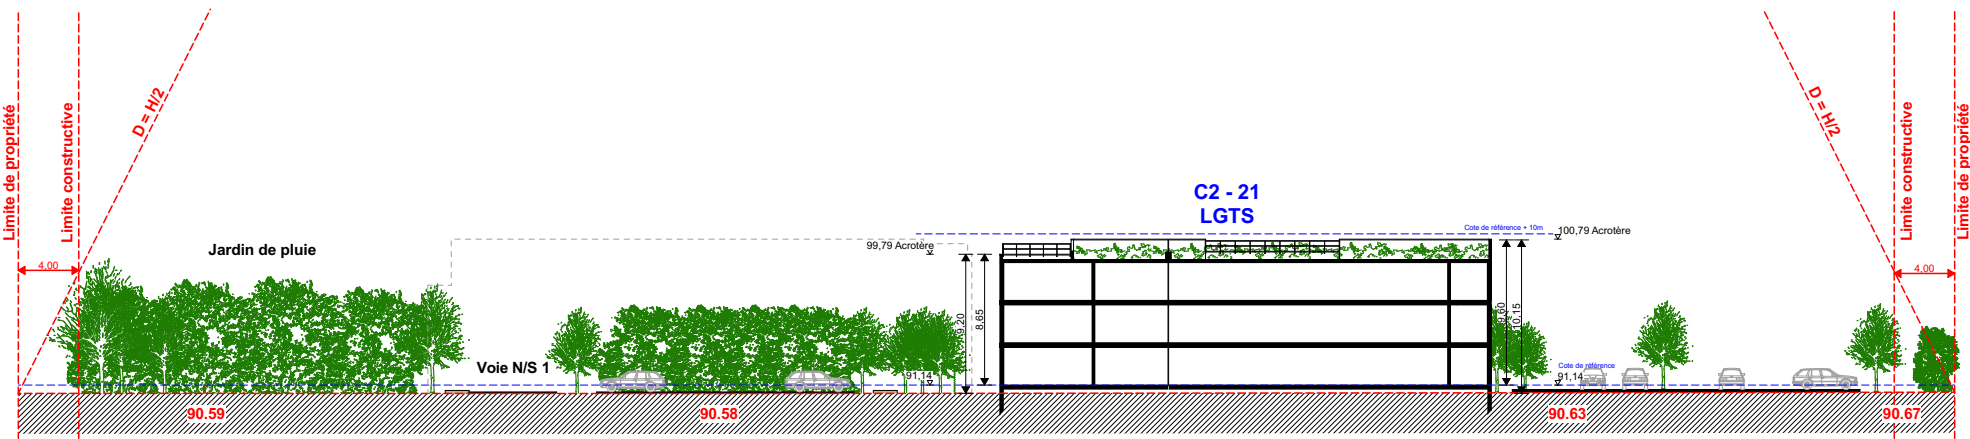 Limite de propriété
Limite constructive
D = H/2
4,00
Jardin de pluie
Voie N/S 1
99,79 Acrotère
9.20
8,65
91,14
C2 - 21
LGTS
Cote de référence + 10m
100,79 Acrotère
9,60
10,15
Cote de référence
91,14
D = H/2
Limite constructive
Limite de propriété
4,00
90.59
90.58
90.63
90.67